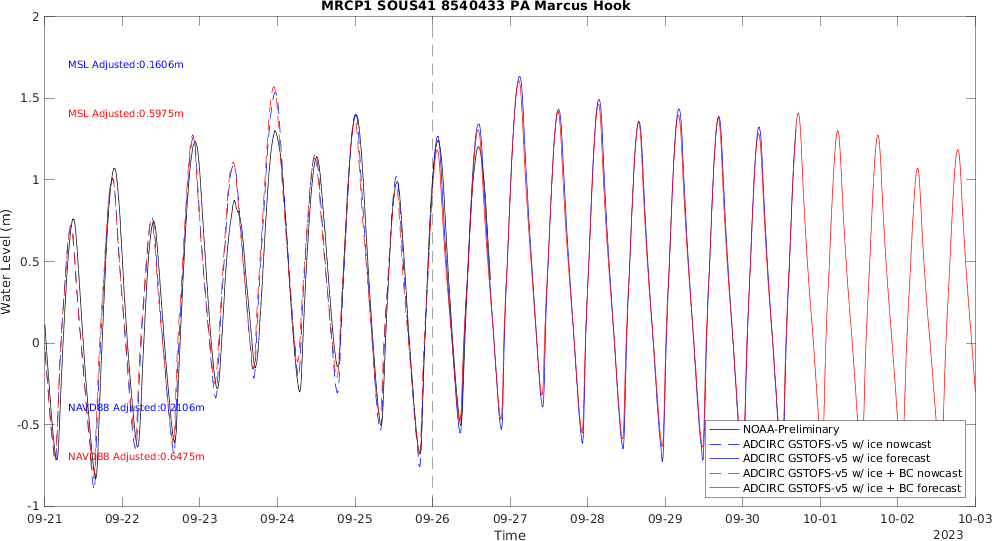 MRCP1 SOUS41 8540433 PA Marcus Hook
2
1.5
1
0.5
0
-0.5
-1
Water Level (m)
MSL Adjusted:0.1606m
MSL Adjusted:0.5975m
NAVD88 Adjusted:0.2106m
NAVD88 Adjusted:0.6475m
NOAA-Preliminary
ADCIRC GSTOFS-v5 w/ ice nowcast
ADCIRC GSTOFS-v5 w/ ice forecast
ADCIRC GSTOFS-v5 w/ ice + BC nowcast
ADCIRC GSTOFS-v5 w/ ice + BC forecast
09-21 09-22 09-23 09-24 09-25 09-26 09-27 09-28 09-29 09-30 10-01 10-02 10-03
Time
2023